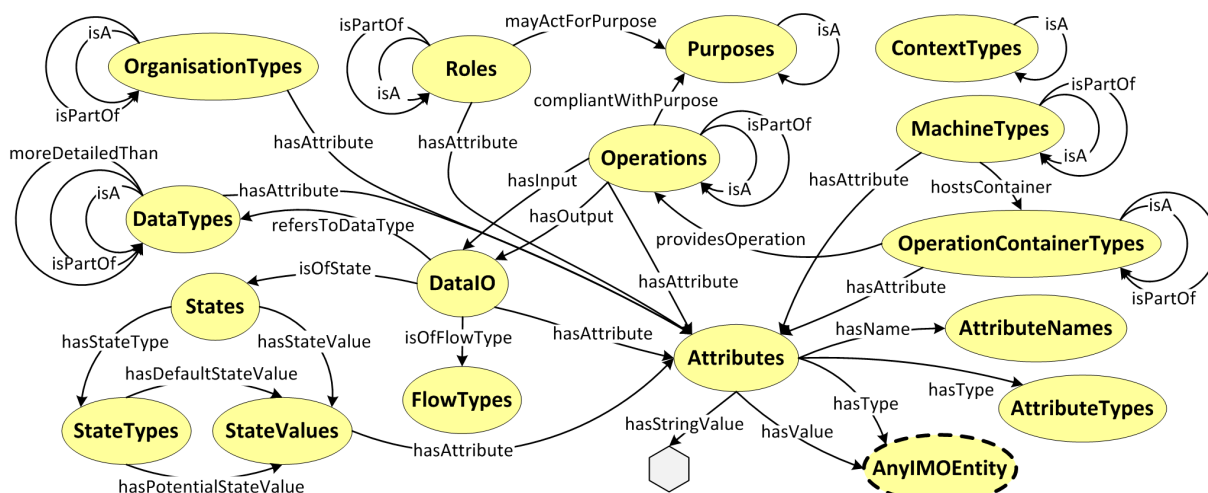 isA
OrganisationTypes
isPartOf
isPartOf
Roles
isA
mayActForPurpose
Purposes
isA
ContextTypes
isA
compliantWithPurpose
MachineTypes
isPartOf
isA
hasAttribute
hasAttribute
Operations
isPartOf
isA
moreDetailedThan
isA
DataTypes
isPartOf
hasAttribute
hasInput
hasOutput
refersToDataType
hasAttribute
hostsContainer
providesOperation
OperationContainerTypes
isA
isPartOf
isOfState
DataIO
hasAttribute
hasAttribute
States
hasStateType
hasStateValue
isOfFlowType
hasAttribute
Attributes
hasName
AttributeNames
hasDefaultStateValue
FlowTypes
hasType
AttributeTypes
StateTypes
StateValues
hasAttribute
hasStringValue
hasValue
hasType
AnyIMOEntity
hasPotentialStateValue